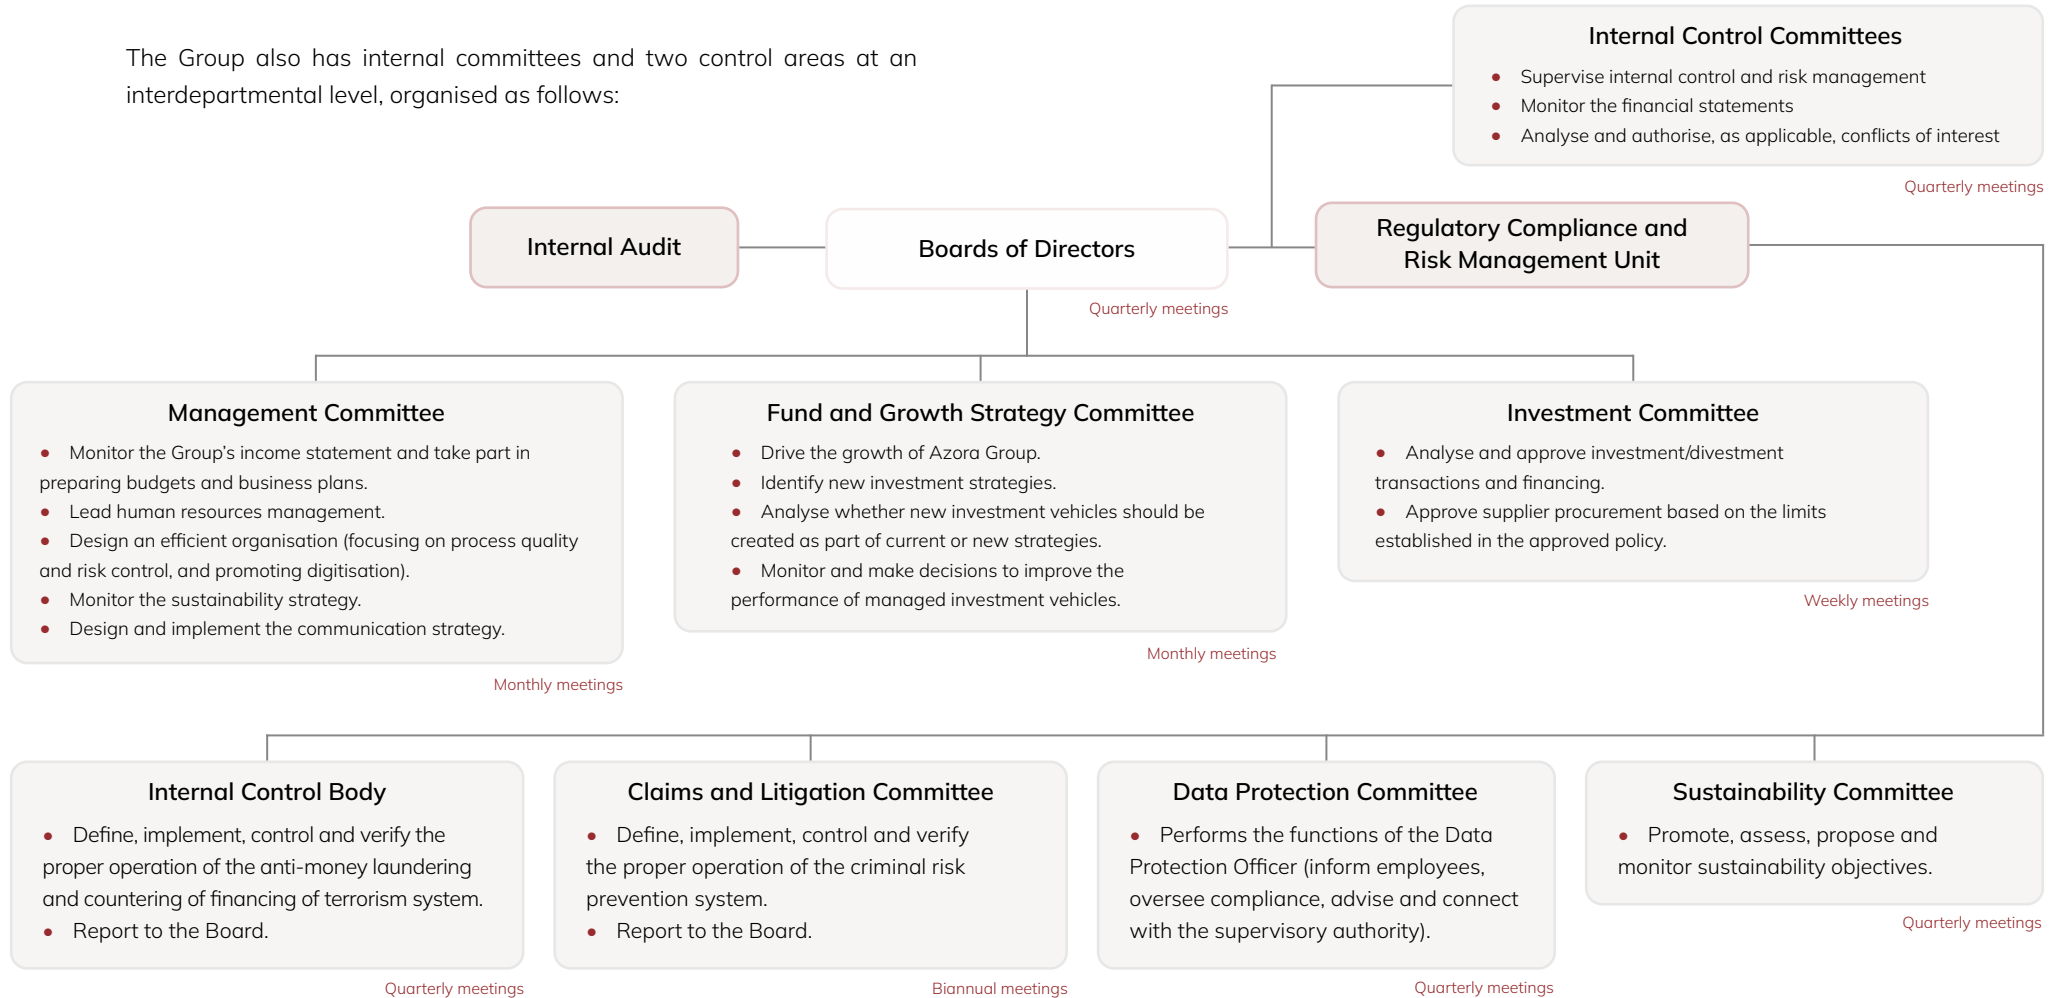 The Group also has internal committees and two control areas at an
interdepartmental level, organised as follows:
Internal Control Committees
• Supervise internal control and risk management
• Monitor the financial statements
• Analyse and authorise, as applicable, conflicts of interest
Quarterly meetings
Internal Audit
Boards of Directors
Quarterly meetings
Regulatory Compliance and
Risk Management Unit
Management Committee
• Monitor the Group’s income statement and take part in
preparing budgets and business plans.
• Lead human resources management.
• Design an efficient organisation (focusing on process quality
and risk control, and promoting digitisation).
• Monitor the sustainability strategy.
• Design and implement the communication strategy.
Monthly meetings
Fund and Growth Strategy Committee
• Drive the growth of Azora Group.
• Identify new investment strategies.
• Analyse whether new investment vehicles should be
created as part of current or new strategies.
• Monitor and make decisions to improve the
performance of managed investment vehicles.
Monthly meetings
Investment Committee
• Analyse and approve investment/divestment
transactions and financing.
• Approve supplier procurement based on the limits
established in the approved policy.
Weekly meetings
Internal Control Body
• Define, implement, control and verify the
proper operation of the anti-money laundering
and countering of financing of terrorism system.
• Report to the Board.
Quarterly meetings
Claims and Litigation Committee
• Define, implement, control and verify
the proper operation of the criminal risk
prevention system.
• Report to the Board.
Biannual meetings
Data Protection Committee
• Performs the functions of the Data
Protection Officer (inform employees,
oversee compliance, advise and connect
with the supervisory authority).
Quarterly meetings
Sustainability Committee
• Promote, assess, propose and
monitor sustainability objectives.
Quarterly meetings